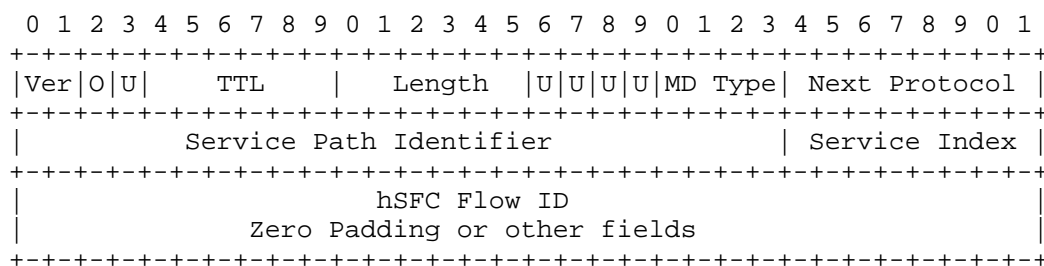 0 1 2 3 4 5 6 7 8 9 0 1 2 3 4 5 6 7 8 9 0 1 2 3 4 5 6 7 8 9 0 1
+-+-+-+-+-+-+-+-+-+-+-+-+-+-+-+-+-+-+-+-+-+-+-+-+-+-+-+-+-+-+-+-+
|Ver|O|U|    TTL    |   Length  |U|U|U|U|MD Type| Next Protocol |
+-+-+-+-+-+-+-+-+-+-+-+-+-+-+-+-+-+-+-+-+-+-+-+-+-+-+-+-+-+-+-+-+
|          Service Path Identifier              | Service Index |
+-+-+-+-+-+-+-+-+-+-+-+-+-+-+-+-+-+-+-+-+-+-+-+-+-+-+-+-+-+-+-+-+
|                      hSFC Flow ID                             |
|              Zero Padding or other fields                     |
+-+-+-+-+-+-+-+-+-+-+-+-+-+-+-+-+-+-+-+-+-+-+-+-+-+-+-+-+-+-+-+-+